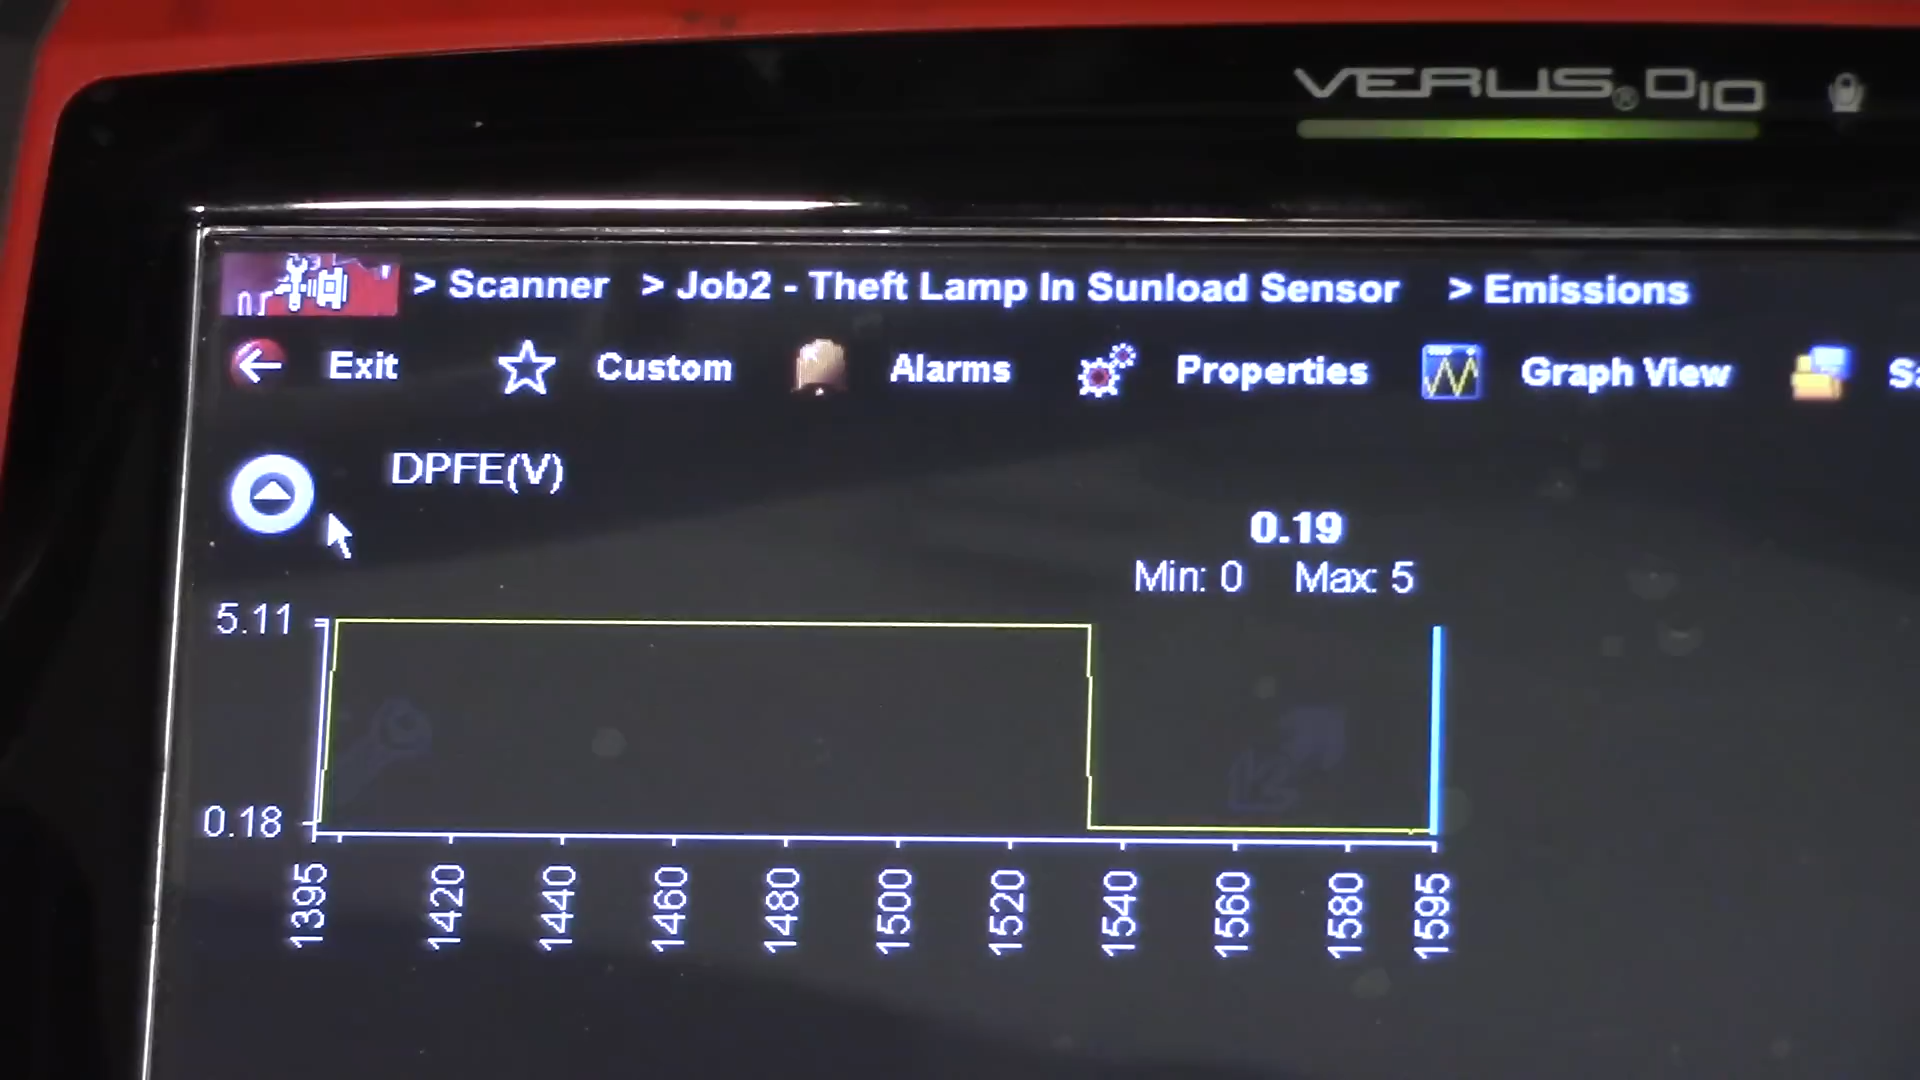 VERUS® D10
> Scanner > Job2 - Theft Lamp In Sunload Sensor > Emissions
Exit Custom Alarms Properties Graph View
DPFE(V)
0.19
Min: 0 Max: 5
5.11
0.18
1395 1420 1440 1460 1480 1500 1520 1540 1560 1580 1595